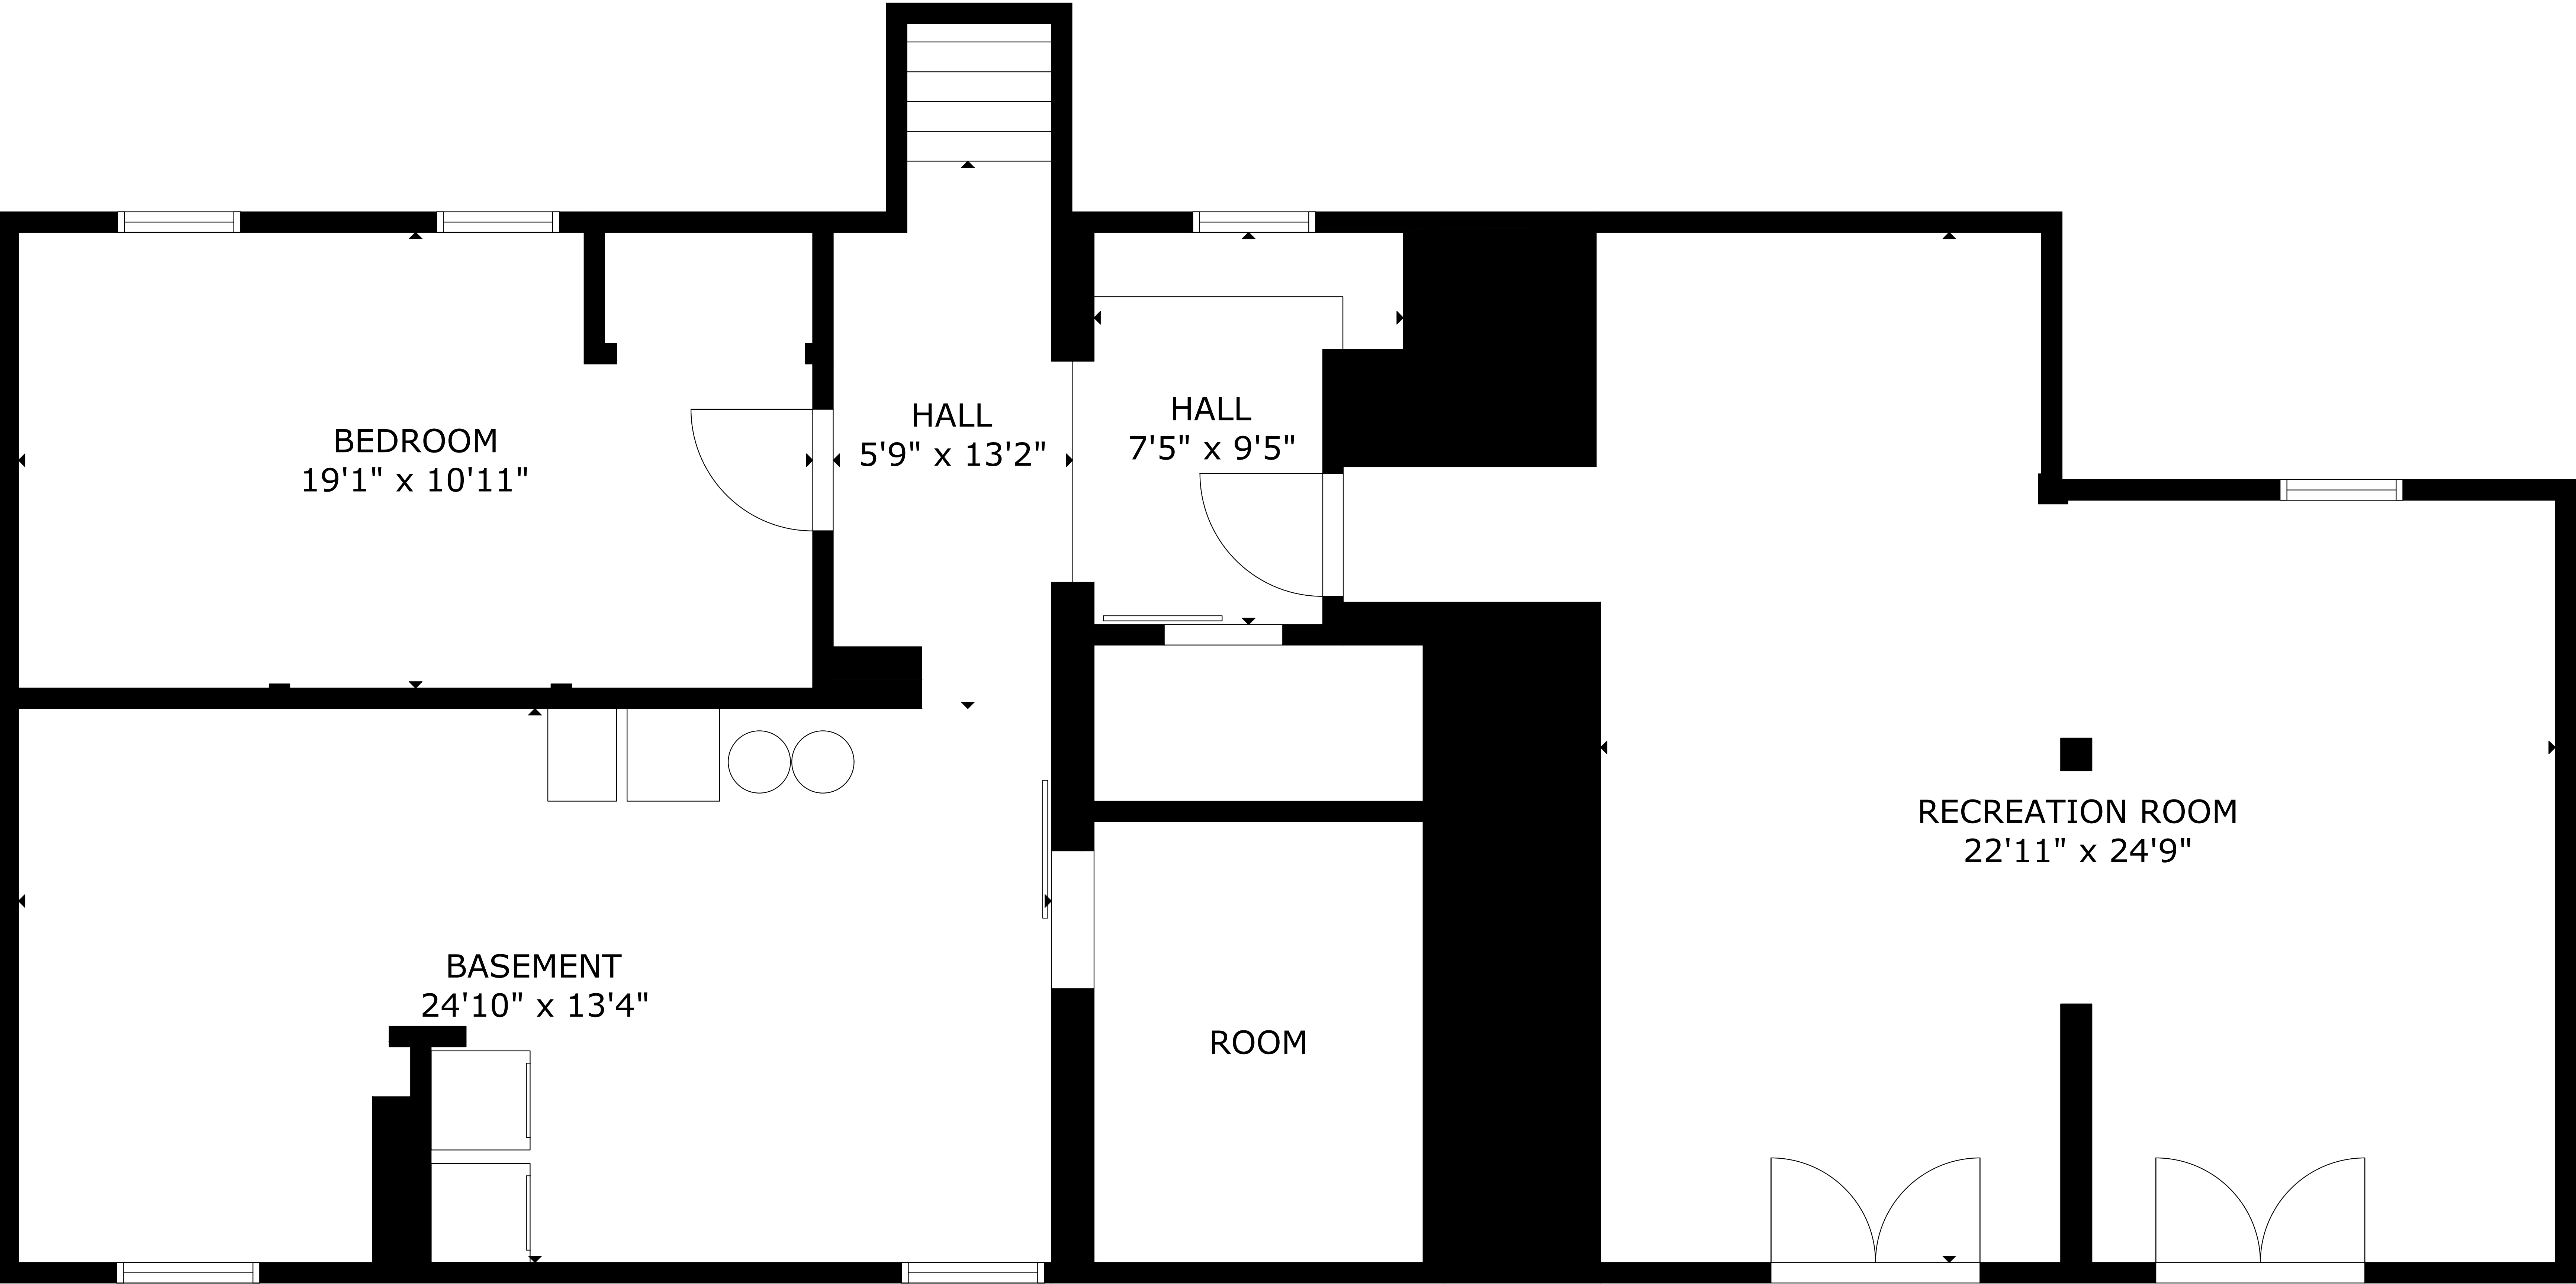 BEDROOM
19'1" x 10'11"
HALL
5'9" x 13'2"
HALL
7'5" x 9'5"
RECREATION ROOM
22'11" x 24'9"
BASEMENT
24'10" x 13'4"
ROOM